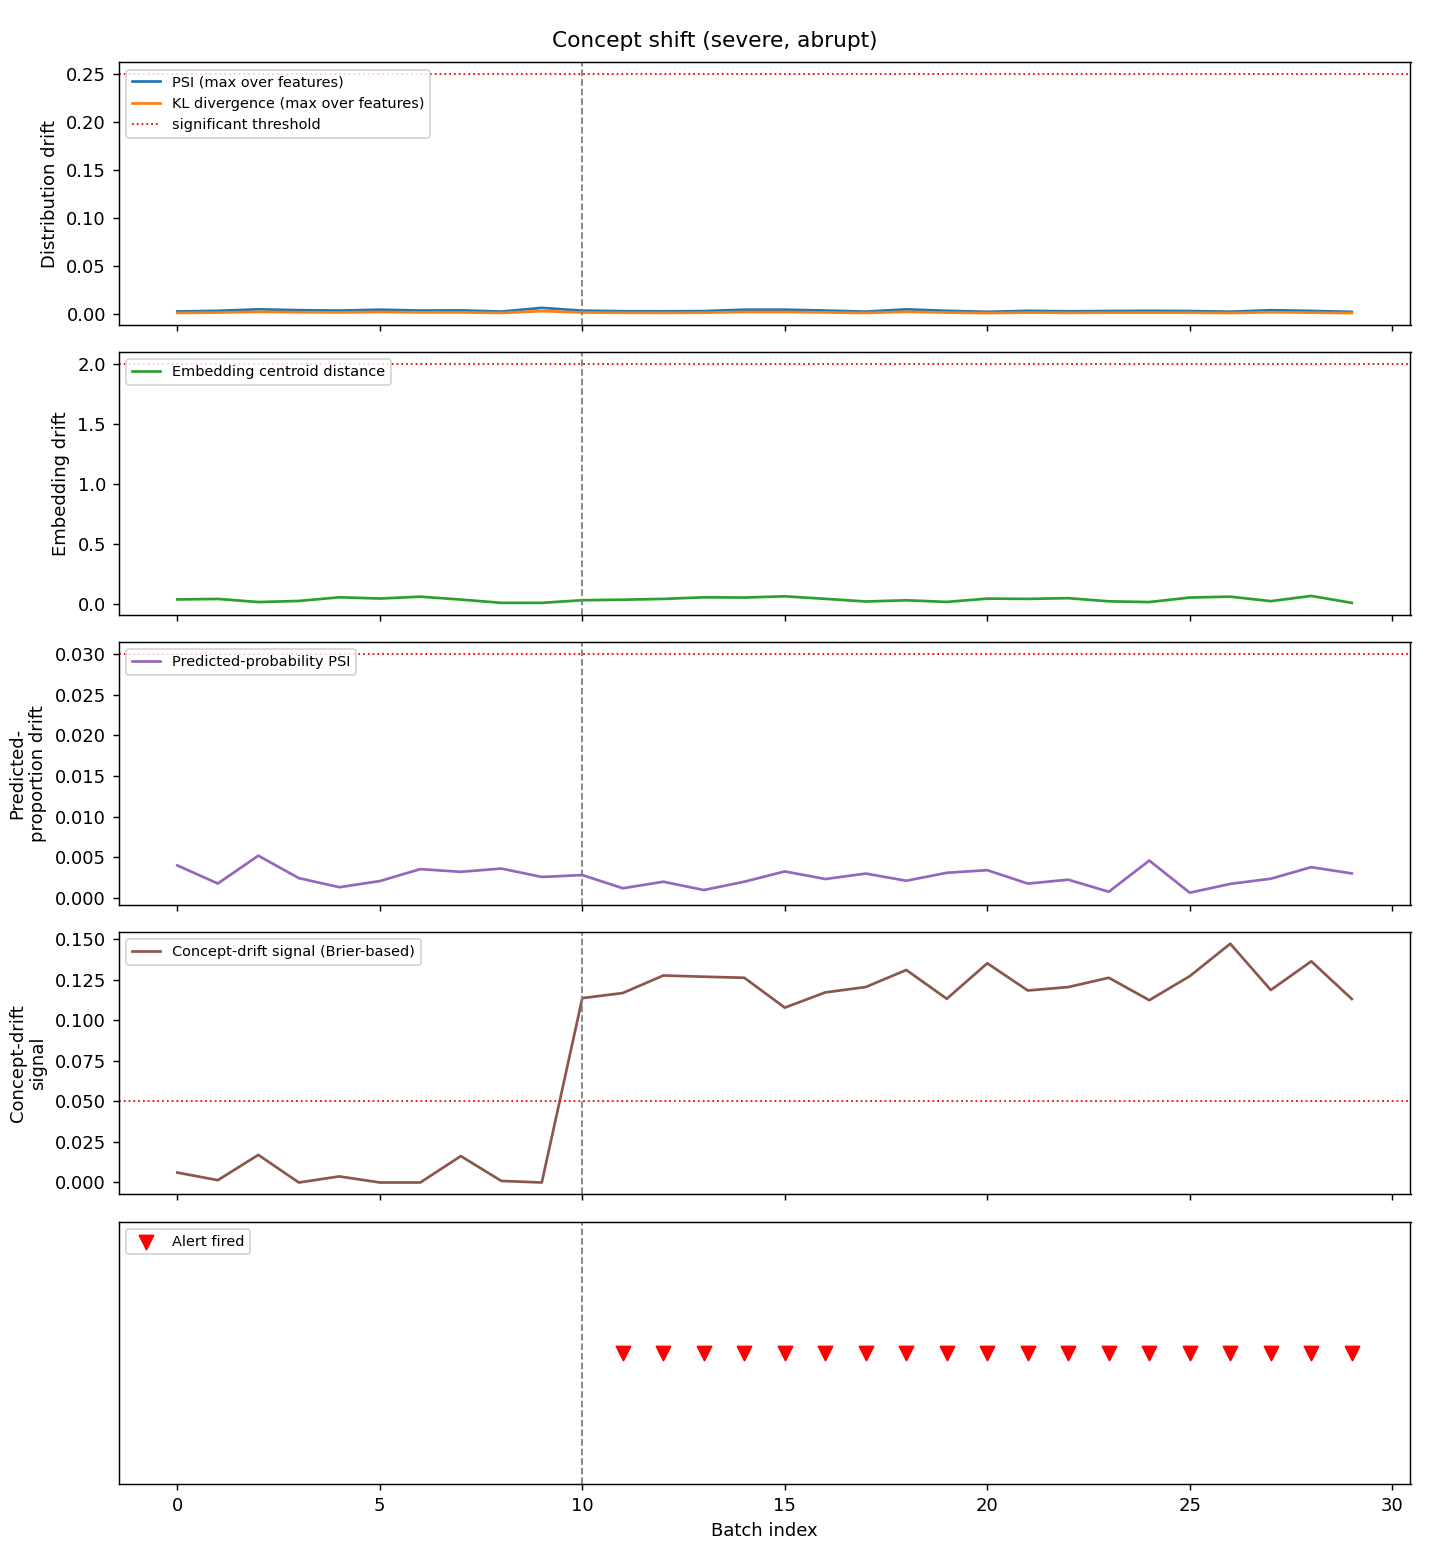 Concept shift (severe, abrupt)
Distribution drift
0.25
0.20
0.15
0.10
0.05
0.00
PSI (max over features)
KL divergence (max over features)
significant threshold
Embedding drift
2.0
1.5
1.0
0.5
0.0
Embedding centroid distance
Predicted-
proportion drift
0.030
0.025
0.020
0.015
0.010
0.005
0.000
Predicted-probability PSI
Concept-drift
signal
0.150
0.125
0.100
0.075
0.050
0.025
0.000
Concept-drift signal (Brier-based)
Alert fired
0 5 10 15 20 25 30
Batch index